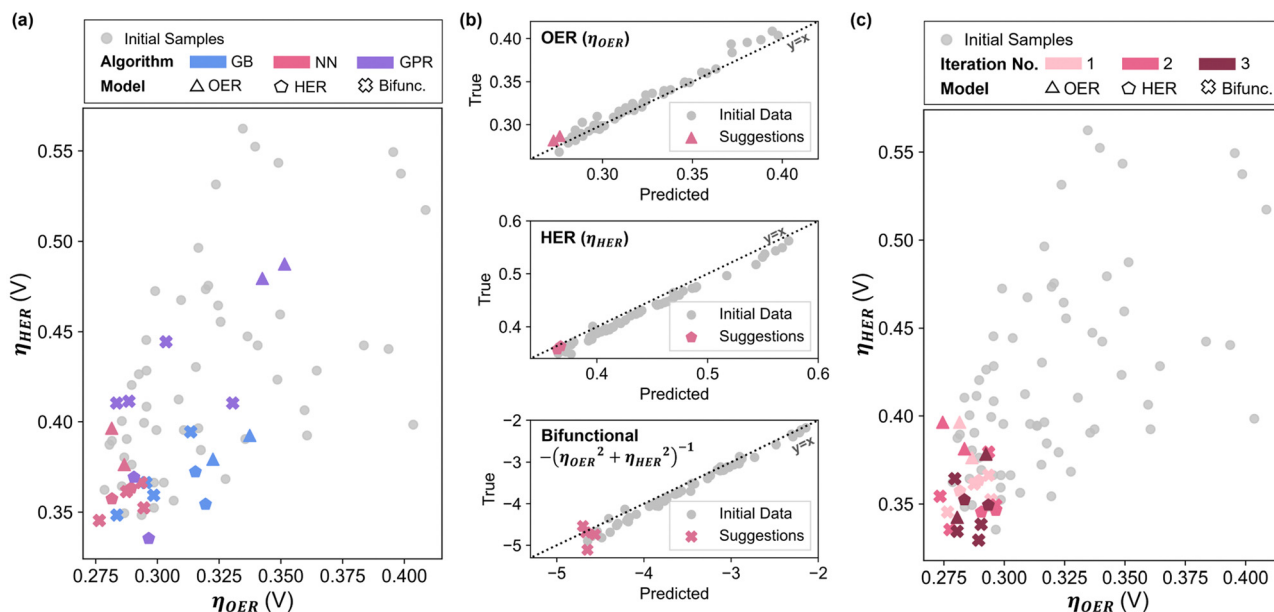 (a)
Initial Samples
Algorithm GB NN GPR
Model OER HER Bifunc.
0.55
0.50
0.45
0.40
0.35
η_HER (V)
0.275 0.300 0.325 0.350 0.375 0.400
η_OER (V)
(b)
OER (η_OER)
y=x
0.40
0.35
0.30
True
Initial Data
Suggestions
0.30 0.35 0.40
Predicted
HER (η_HER)
y=x
0.6
0.5
0.4
True
Initial Data
Suggestions
0.4 0.5 0.6
Predicted
Bifunctional
−(η_OER² + η_HER²)⁻¹
y=x
−2
−3
−4
−5
True
Initial Data
Suggestions
−5 −4 −3 −2
Predicted
(c)
Initial Samples
Iteration No. 1 2 3
Model OER HER Bifunc.
0.55
0.50
0.45
0.40
0.35
η_HER (V)
0.275 0.300 0.325 0.350 0.375 0.400
η_OER (V)